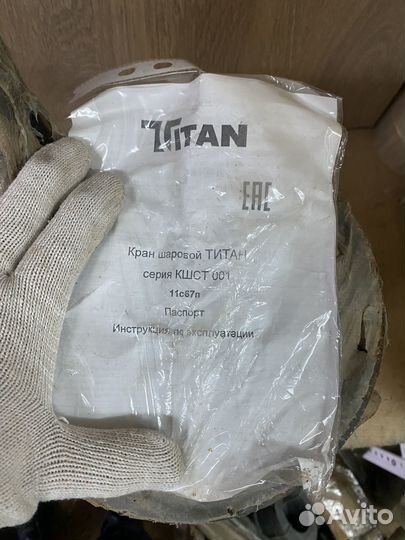 TITAN
EAC
Кран шаровой ТИТАН
серия КШСТ 001
11с67п
Паспорт
Инструкция по эксплуатации
Avito